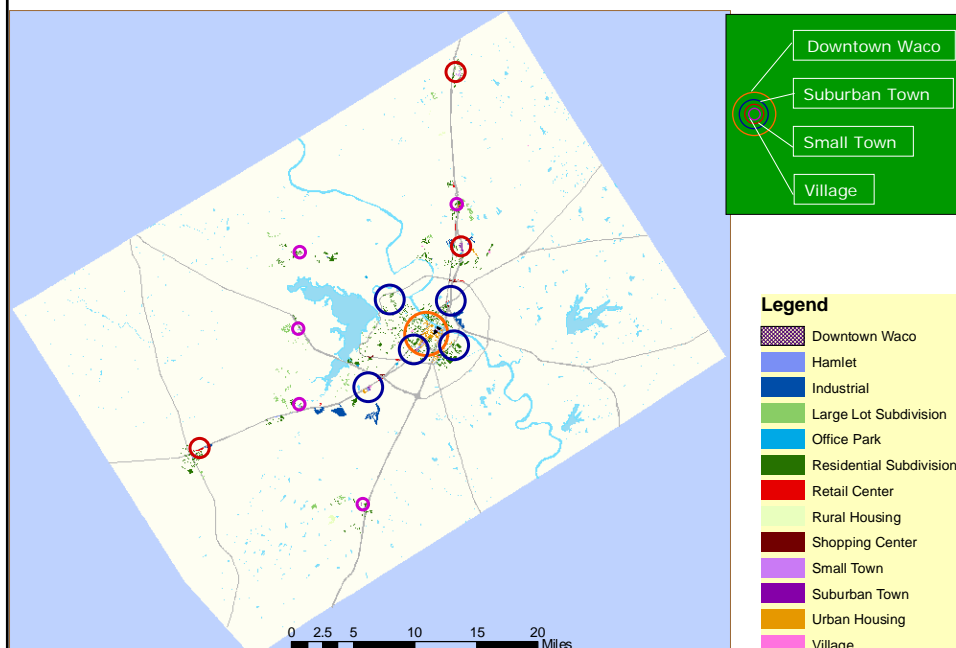 Downtown Waco
Suburban Town
Small Town
Village
Legend
Downtown Waco
Hamlet
Industrial
Large Lot Subdivision
Office Park
Residential Subdivision
Retail Center
Rural Housing
Shopping Center
Small Town
Suburban Town
Urban Housing
Village
0 2.5 5 10 15 20
Miles